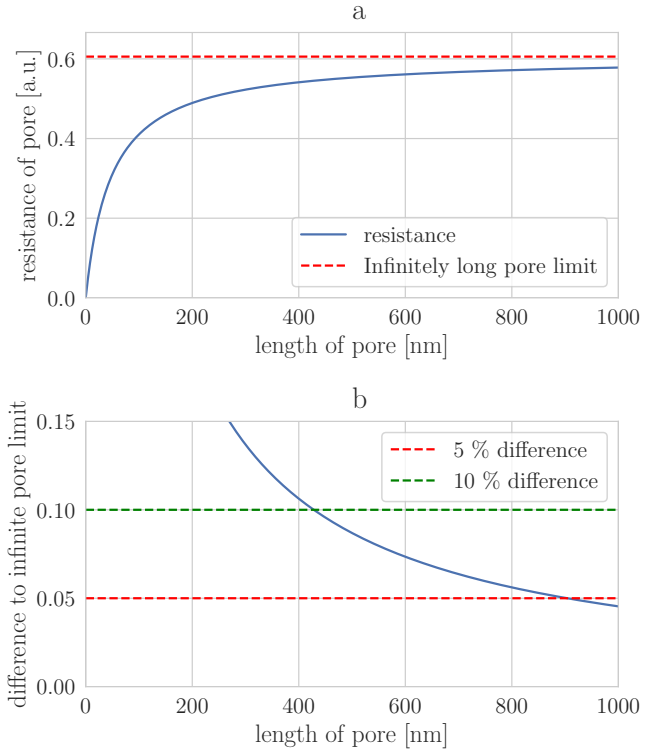 a
resistance of pore [a.u.]
0.6
0.4
0.2
0.0
resistance
Infinitely long pore limit
0 200 400 600 800 1000
length of pore [nm]
b
difference to infinite pore limit
0.15
0.10
0.05
0.00
5 % difference
10 % difference
0 200 400 600 800 1000
length of pore [nm]